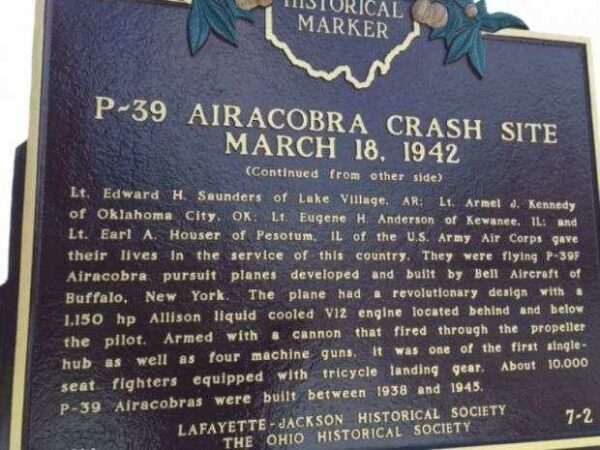 HISTORICAL
MARKER
P-39 AIRACOBRA CRASH SITE
MARCH 18, 1942
(Continued from other side)
Lt. Edward H. Saunders of Lake Village, AR; Lt. Armel J. Kennedy
of Oklahoma City, OK; Lt. Eugene H. Anderson of Kewanee, IL; and
Lt. Earl A. Houser of Pesotum, IL of the U.S. Army Air Corps gave
their lives in the service of this country. They were flying P-39F
Airacobra pursuit planes developed and built by Bell Aircraft of
Buffalo, New York. The plane had a revolutionary design with a
1,150 hp Allison liquid cooled V12 engine located behind and below
the pilot. Armed with a cannon that fired through the propeller
hub as well as four machine guns, it was one of the first single-
seat fighters equipped with tricycle landing gear. About 10,000
P-39 Airacobras were built between 1938 and 1945.
LAFAYETTE-JACKSON HISTORICAL SOCIETY
THE OHIO HISTORICAL SOCIETY
7-2